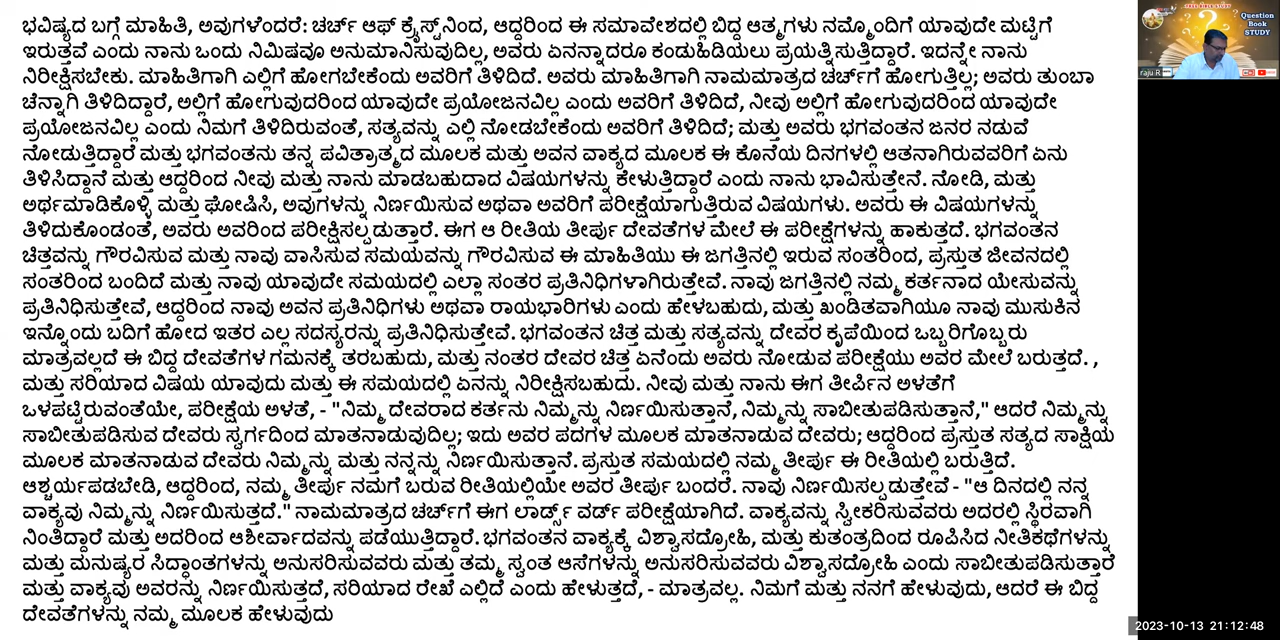 ಭವಿಷ್ಯದ ಬಗ್ಗೆ ಮಾಹಿತಿ, ಅವುಗಳೆಂದರೆ: ಚರ್ಚ್ ಆಫ್ ಕ್ರೈಸ್ಟ್‌ನಿಂದ, ಆದ್ದರಿಂದ ಈ ಸಮಾವೇಶದಲ್ಲಿ ಬಿದ್ದ ಆತ್ಮಗಳು ನಮ್ಮೊಂದಿಗೆ ಯಾವುದೇ ಮಟ್ಟಿಗೆ
ಇರುತ್ತವೆ ಎಂದು ನಾನು ಒಂದು ನಿಮಿಷವೂ ಅನುಮಾನಿಸುವುದಿಲ್ಲ, ಅವರು ಏನನ್ನಾದರೂ ಕಂಡುಹಿಡಿಯಲು ಪ್ರಯತ್ನಿಸುತ್ತಿದ್ದಾರೆ. ಇದನ್ನೇ ನಾನು
ನಿರೀಕ್ಷಿಸಬೇಕು. ಮಾಹಿತಿಗಾಗಿ ಎಲ್ಲಿಗೆ ಹೋಗಬೇಕೆಂದು ಅವರಿಗೆ ತಿಳಿದಿದೆ. ಅವರು ಮಾಹಿತಿಗಾಗಿ ನಾಮಮಾತ್ರದ ಚರ್ಚ್‌ಗೆ ಹೋಗುತ್ತಿಲ್ಲ; ಅವರು ತುಂಬಾ
ಚೆನ್ನಾಗಿ ತಿಳಿದಿದ್ದಾರೆ, ಅಲ್ಲಿಗೆ ಹೋಗುವುದರಿಂದ ಯಾವುದೇ ಪ್ರಯೋಜನವಿಲ್ಲ ಎಂದು ಅವರಿಗೆ ತಿಳಿದಿದೆ, ನೀವು ಅಲ್ಲಿಗೆ ಹೋಗುವುದರಿಂದ ಯಾವುದೇ
ಪ್ರಯೋಜನವಿಲ್ಲ ಎಂದು ನಿಮಗೆ ತಿಳಿದಿರುವಂತೆ, ಸತ್ಯವನ್ನು ಎಲ್ಲಿ ನೋಡಬೇಕೆಂದು ಅವರಿಗೆ ತಿಳಿದಿದೆ; ಮತ್ತು ಅವರು ಭಗವಂತನ ಜನರ ನಡುವೆ
ನೋಡುತ್ತಿದ್ದಾರೆ ಮತ್ತು ಭಗವಂತನು ತನ್ನ ಪವಿತ್ರಾತ್ಮದ ಮೂಲಕ ಮತ್ತು ಅವನ ವಾಕ್ಯದ ಮೂಲಕ ಈ ಕೊನೆಯ ದಿನಗಳಲ್ಲಿ ಆತನಾಗಿರುವವರಿಗೆ ಏನು
ತಿಳಿಸಿದ್ದಾನೆ ಮತ್ತು ಆದ್ದರಿಂದ ನೀವು ಮತ್ತು ನಾನು ಮಾಡಬಹುದಾದ ವಿಷಯಗಳನ್ನು ಕೇಳುತ್ತಿದ್ದಾರೆ ಎಂದು ನಾನು ಭಾವಿಸುತ್ತೇನೆ. ನೋಡಿ, ಮತ್ತು
ಅರ್ಥಮಾಡಿಕೊಳ್ಳಿ ಮತ್ತು ಘೋಷಿಸಿ, ಅವುಗಳನ್ನು ನಿರ್ಣಯಿಸುವ ಅಥವಾ ಅವರಿಗೆ ಪರೀಕ್ಷೆಯಾಗುತ್ತಿರುವ ವಿಷಯಗಳು. ಅವರು ಈ ವಿಷಯಗಳನ್ನು
ತಿಳಿದುಕೊಂಡಂತೆ, ಅವರು ಅವರಿಂದ ಪರೀಕ್ಷಿಸಲ್ಪಡುತ್ತಾರೆ. ಈಗ ಆ ರೀತಿಯ ತೀರ್ಪು ದೇವತೆಗಳ ಮೇಲೆ ಈ ಪರೀಕ್ಷೆಗಳನ್ನು ಹಾಕುತ್ತದೆ. ಭಗವಂತನ
ಚಿತ್ತವನ್ನು ಗೌರವಿಸುವ ಮತ್ತು ನಾವು ವಾಸಿಸುವ ಸಮಯವನ್ನು ಗೌರವಿಸುವ ಈ ಮಾಹಿತಿಯು ಈ ಜಗತ್ತಿನಲ್ಲಿ ಇರುವ ಸಂತರಿಂದ, ಪ್ರಸ್ತುತ ಜೀವನದಲ್ಲಿ
ಸಂತರಿಂದ ಬಂದಿದೆ ಮತ್ತು ನಾವು ಯಾವುದೇ ಸಮಯದಲ್ಲಿ ಎಲ್ಲಾ ಸಂತರ ಪ್ರತಿನಿಧಿಗಳಾಗಿರುತ್ತೇವೆ. ನಾವು ಜಗತ್ತಿನಲ್ಲಿ ನಮ್ಮ ಕರ್ತನಾದ ಯೇಸುವನ್ನು
ಪ್ರತಿನಿಧಿಸುತ್ತೇವೆ, ಆದ್ದರಿಂದ ನಾವು ಅವನ ಪ್ರತಿನಿಧಿಗಳು ಅಥವಾ ರಾಯಭಾರಿಗಳು ಎಂದು ಹೇಳಬಹುದು, ಮತ್ತು ಖಂಡಿತವಾಗಿಯೂ ನಾವು ಮುಸುಕಿನ
ಇನ್ನೊಂದು ಬದಿಗೆ ಹೋದ ಇತರ ಎಲ್ಲ ಸದಸ್ಯರನ್ನು ಪ್ರತಿನಿಧಿಸುತ್ತೇವೆ. ಭಗವಂತನ ಚಿತ್ತ ಮತ್ತು ಸತ್ಯವನ್ನು ದೇವರ ಕೃಪೆಯಿಂದ ಒಬ್ಬರಿಗೊಬ್ಬರು
ಮಾತ್ರವಲ್ಲದೆ ಈ ಬಿದ್ದ ದೇವತೆಗಳ ಗಮನಕ್ಕೆ ತರಬಹುದು, ಮತ್ತು ನಂತರ ದೇವರ ಚಿತ್ತ ಏನೆಂದು ಅವರು ನೋಡುವ ಪರೀಕ್ಷೆಯು ಅವರ ಮೇಲೆ ಬರುತ್ತದೆ. ,
ಮತ್ತು ಸರಿಯಾದ ವಿಷಯ ಯಾವುದು ಮತ್ತು ಈ ಸಮಯದಲ್ಲಿ ಏನನ್ನು ನಿರೀಕ್ಷಿಸಬಹುದು. ನೀವು ಮತ್ತು ನಾನು ಈಗ ತೀರ್ಪಿನ ಅಳತೆಗೆ
ಒಳಪಟ್ಟಿರುವಂತೆಯೇ, ಪರೀಕ್ಷೆಯ ಅಳತೆ, - "ನಿಮ್ಮ ದೇವರಾದ ಕರ್ತನು ನಿಮ್ಮನ್ನು ನಿರ್ಣಯಿಸುತ್ತಾನೆ, ನಿಮ್ಮನ್ನು ಸಾಬೀತುಪಡಿಸುತ್ತಾನೆ," ಆದರೆ ನಿಮ್ಮನ್ನು
ಸಾಬೀತುಪಡಿಸುವ ದೇವರು ಸ್ವರ್ಗದಿಂದ ಮಾತನಾಡುವುದಿಲ್ಲ; ಇದು ಅವರ ಪದಗಳ ಮೂಲಕ ಮಾತನಾಡುವ ದೇವರು; ಆದ್ದರಿಂದ ಪ್ರಸ್ತುತ ಸತ್ಯದ ಸಾಕ್ಷಿಯ
ಮೂಲಕ ಮಾತನಾಡುವ ದೇವರು ನಿಮ್ಮನ್ನು ಮತ್ತು ನನ್ನನ್ನು ನಿರ್ಣಯಿಸುತ್ತಾನೆ. ಪ್ರಸ್ತುತ ಸಮಯದಲ್ಲಿ ನಮ್ಮ ತೀರ್ಪು ಈ ರೀತಿಯಲ್ಲಿ ಬರುತ್ತಿದೆ.
ಆಶ್ಚರ್ಯಪಡಬೇಡಿ, ಆದ್ದರಿಂದ, ನಮ್ಮ ತೀರ್ಪು ನಮಗೆ ಬರುವ ರೀತಿಯಲ್ಲಿಯೇ ಅವರ ತೀರ್ಪು ಬಂದರೆ. ನಾವು ನಿರ್ಣಯಿಸಲ್ಪಡುತ್ತೇವೆ - "ಆ ದಿನದಲ್ಲಿ ನನ್ನ
ವಾಕ್ಯವು ನಿಮ್ಮನ್ನು ನಿರ್ಣಯಿಸುತ್ತದೆ." ನಾಮಮಾತ್ರದ ಚರ್ಚ್‌ಗೆ ಈಗ ಲಾರ್ಡ್ಸ್ ವರ್ಡ್ ಪರೀಕ್ಷೆಯಾಗಿದೆ. ವಾಕ್ಯವನ್ನು ಸ್ವೀಕರಿಸುವವರು ಅದರಲ್ಲಿ ಸ್ಥಿರವಾಗಿ
ನಿಂತಿದ್ದಾರೆ ಮತ್ತು ಅದರಿಂದ ಆಶೀರ್ವಾದವನ್ನು ಪಡೆಯುತ್ತಿದ್ದಾರೆ. ಭಗವಂತನ ವಾಕ್ಯಕ್ಕೆ ವಿಶ್ವಾಸದ್ರೋಹಿ, ಮತ್ತು ಕುತಂತ್ರದಿಂದ ರೂಪಿಸಿದ ನೀತಿಕಥೆಗಳನ್ನು
ಮತ್ತು ಮನುಷ್ಯರ ಸಿದ್ಧಾಂತಗಳನ್ನು ಅನುಸರಿಸುವವರು ಮತ್ತು ತಮ್ಮ ಸ್ವಂತ ಆಸೆಗಳನ್ನು ಅನುಸರಿಸುವವರು ವಿಶ್ವಾಸದ್ರೋಹಿ ಎಂದು ಸಾಬೀತುಪಡಿಸುತ್ತಾರೆ
ಮತ್ತು ವಾಕ್ಯವು ಅವರನ್ನು ನಿರ್ಣಯಿಸುತ್ತದೆ, ಸರಿಯಾದ ರೇಖೆ ಎಲ್ಲಿದೆ ಎಂದು ಹೇಳುತ್ತದೆ, - ಮಾತ್ರವಲ್ಲ. ನಿಮಗೆ ಮತ್ತು ನನಗೆ ಹೇಳುವುದು, ಆದರೆ ಈ ಬಿದ್ದ
ದೇವತೆಗಳನ್ನು ನಮ್ಮ ಮೂಲಕ ಹೇಳುವುದು
Question
Book
STUDY
raju R
2023-10-13 21:12:48